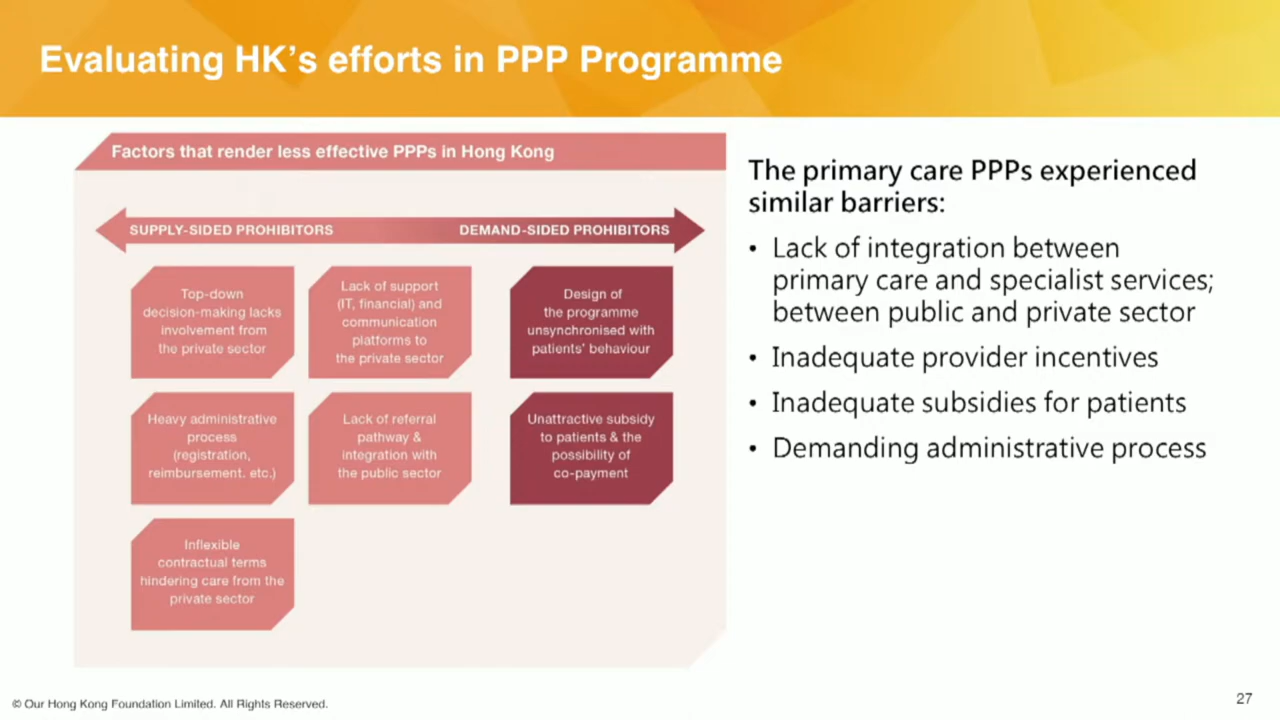 Evaluating HK's efforts in PPP Programme
Factors that render less effective PPPs in Hong Kong
SUPPLY-SIDED PROHIBITORS
DEMAND-SIDED PROHIBITORS
Top-down
decision-making lacks
involvement from
the private sector
Lack of support
(IT, financial) and
communication
platforms to
the private sector
Design of
the programme
unsynchronised with
patients' behaviour
Heavy administrative
process
(registration,
reimbursement. etc.)
Lack of referral
pathway &
integration with
the public sector
Unattractive subsidy
to patients & the
possibility of
co-payment
Inflexible
contractual terms
hindering care from the
private sector
The primary care PPPs experienced
similar barriers:
• Lack of integration between
primary care and specialist services;
between public and private sector
• Inadequate provider incentives
• Inadequate subsidies for patients
• Demanding administrative process
© Our Hong Kong Foundation Limited. All Rights Reserved.
27